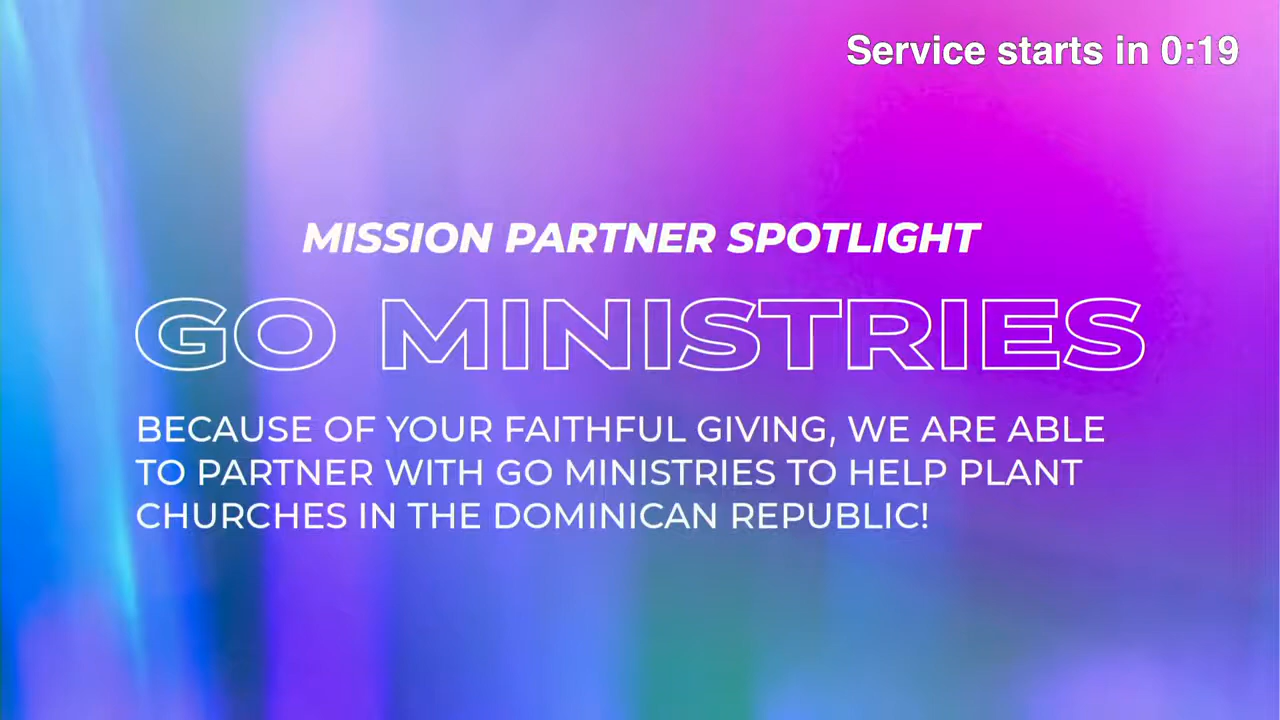 Service starts in 0:19
MISSION PARTNER SPOTLIGHT
GO MINISTRIES
BECAUSE OF YOUR FAITHFUL GIVING, WE ARE ABLE
TO PARTNER WITH GO MINISTRIES TO HELP PLANT
CHURCHES IN THE DOMINICAN REPUBLIC!